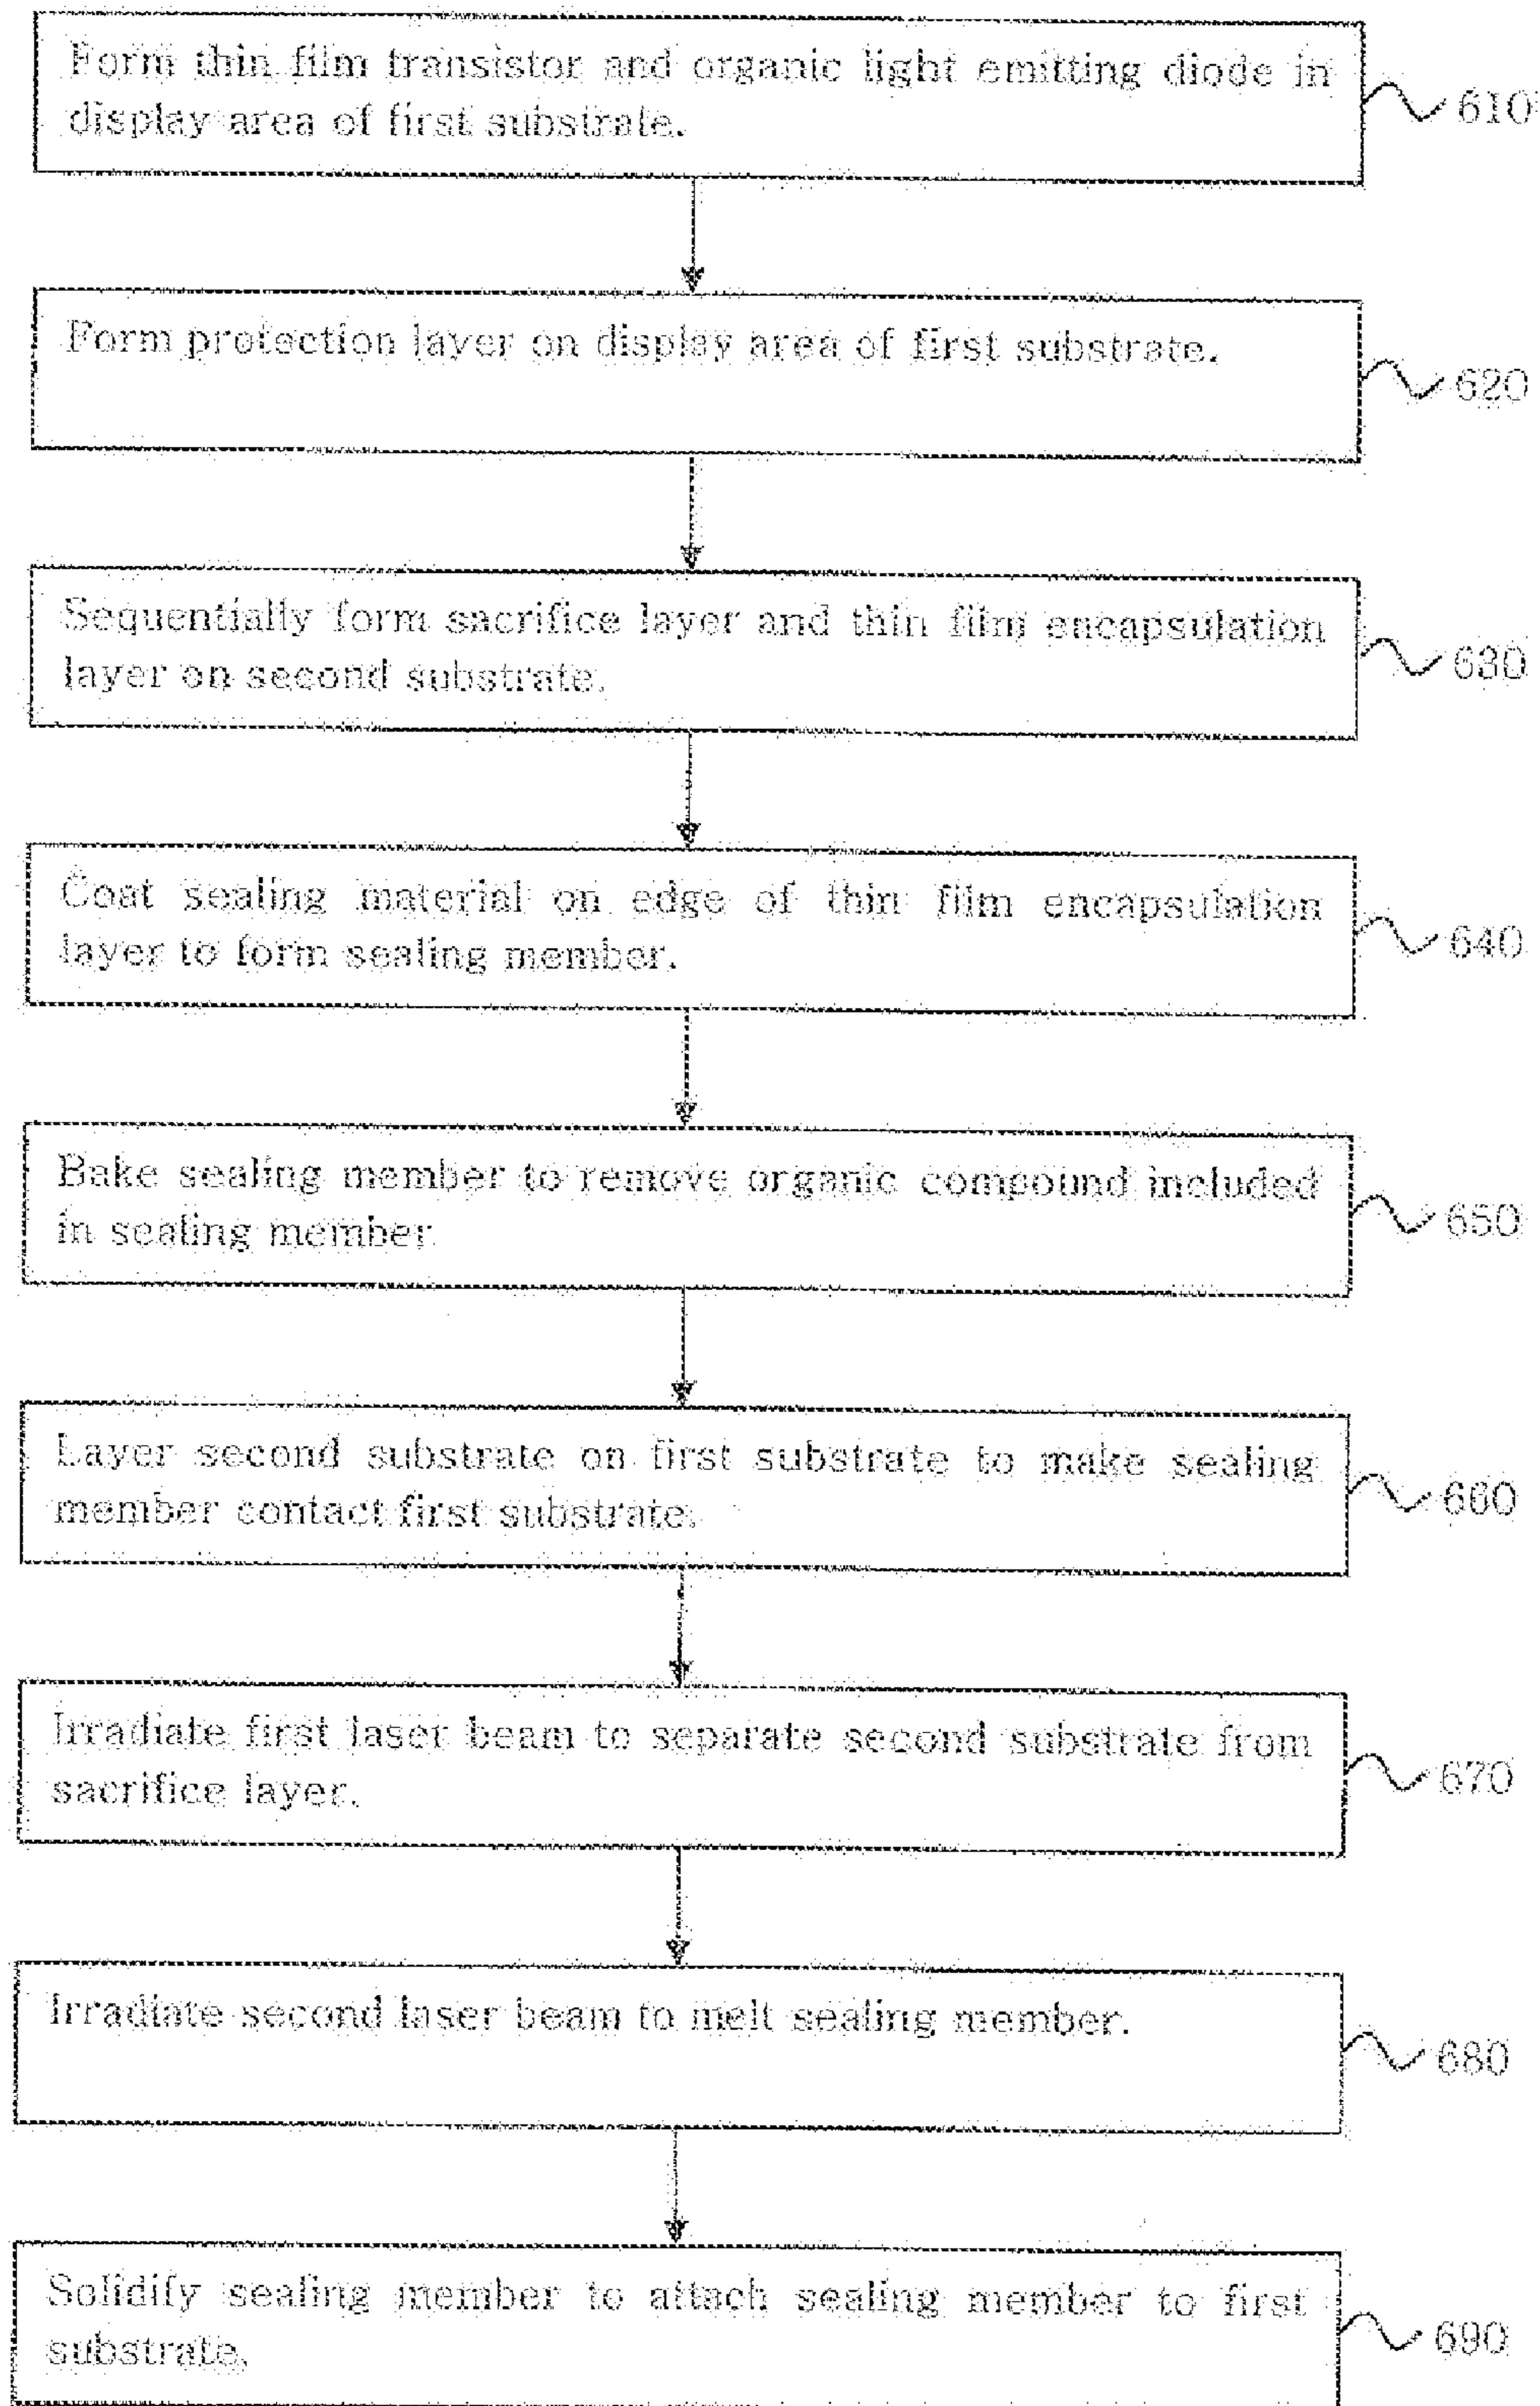 Form thin film transistor and organic light emitting diode in
display area of first substrate.
610
Form protection layer on display area of first substrate.
620
Sequentially form sacrifice layer and thin film encapsulation
layer on second substrate.
630
Coat sealing material on edge of thin film encapsulation
layer to form sealing member.
640
Bake sealing member to remove organic compound included
in sealing member.
650
Layer second substrate on first substrate to make sealing
member contact first substrate.
660
Irradiate first laser beam to separate second substrate from
sacrifice layer.
670
Irradiate second laser beam to melt sealing member.
680
Solidify sealing member to attach sealing member to first
substrate.
690